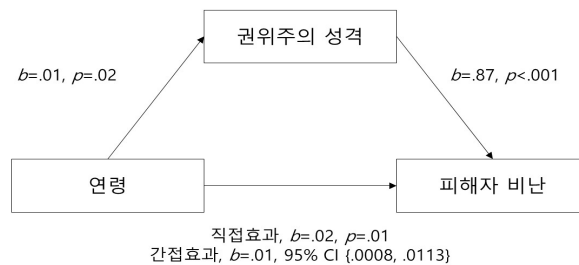 권위주의 성격
b=.01, p=.02
b=.87, p<.001
연령
피해자 비난
직접효과, b=.02, p=.01
간접효과, b=.01, 95% CI {.0008, .0113}